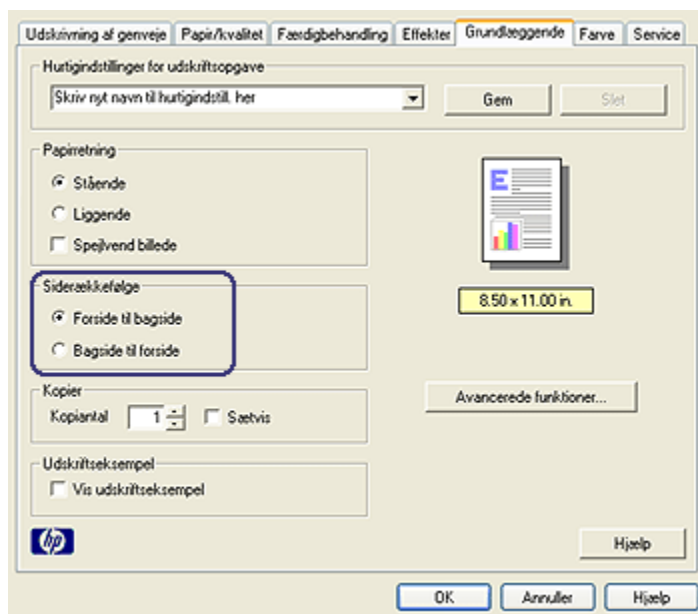 Udskrivning af genveje Papir/kvalitet Færdigbehandling Effekter Grundlæggende Farve Service
Hurtigindstillinger for udskriftsopgave
Skriv nyt navn til hurtigindstill. her
Gem
Slet
Papirretning
Stående
Liggende
Spejlvend billede
E
8.50 x 11.00 in.
Siderækkefølge
Forside til bagside
Bagside til forside
Kopier
Kopiantal 1 Sætvis
Avancerede funktioner...
Udskriftseksempel
Vis udskriftseksempel
hp
Hjælp
OK Annuller Hjælp